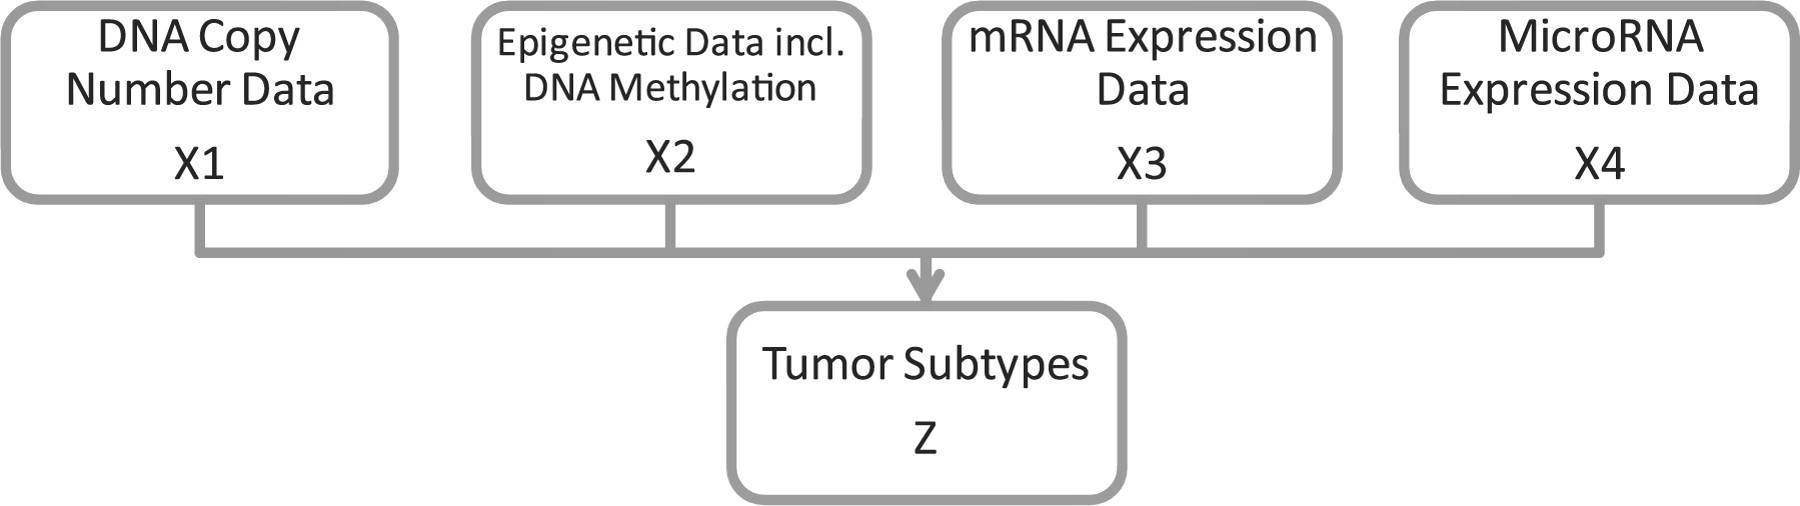 DNA Copy
Number Data
X1
Epigenetic Data incl.
DNA Methylation
X2
mRNA Expression
Data
X3
MicroRNA
Expression Data
X4
Tumor Subtypes
Z